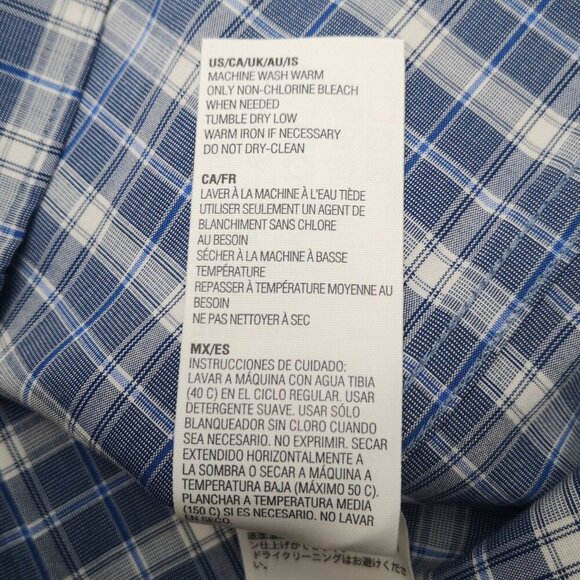 US/CA/UK/AU/IS
MACHINE WASH WARM
ONLY NON-CHLORINE BLEACH
WHEN NEEDED
TUMBLE DRY LOW
WARM IRON IF NECESSARY
DO NOT DRY-CLEAN
CA/FR
LAVER À LA MACHINE À L'EAU TIÈDE
UTILISER SEULEMENT UN AGENT DE
BLANCHIMENT SANS CHLORE
AU BESOIN
SÉCHER À LA MACHINE À BASSE
TEMPÉRATURE
REPASSER À TEMPÉRATURE MOYENNE AU
BESOIN
NE PAS NETTOYER À SEC
MX/ES
INSTRUCCIONES DE CUIDADO:
LAVAR A MÁQUINA CON AGUA TIBIA
(40 C) EN EL CICLO REGULAR. USAR
DETERGENTE SUAVE. USAR SÓLO
BLANQUEADOR SIN CLORO CUANDO
SEA NECESARIO. NO EXPRIMIR. SECAR
EXTENDIDO HORIZONTALMENTE A
LA SOMBRA O SECAR A MÁQUINA A
TEMPERATURA BAJA (MÁXIMO 50 C).
PLANCHAR A TEMPERATURA MEDIA
(150 C) SI ES NECESARIO. NO LAVAR
EN SECO.
ドライクリーニングはお避けくだ